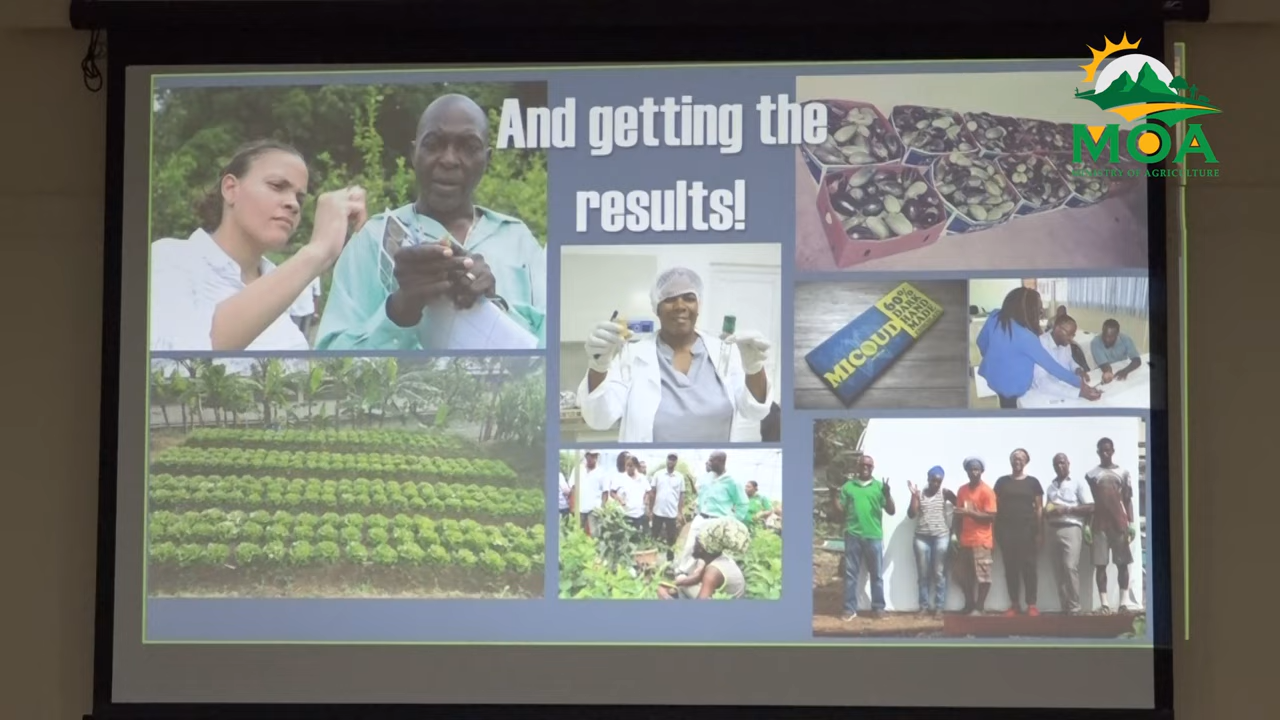 And getting the
results!
MOA
MINISTRY OF AGRICULTURE
MICOUD
60%
DARK
HAND
MADE